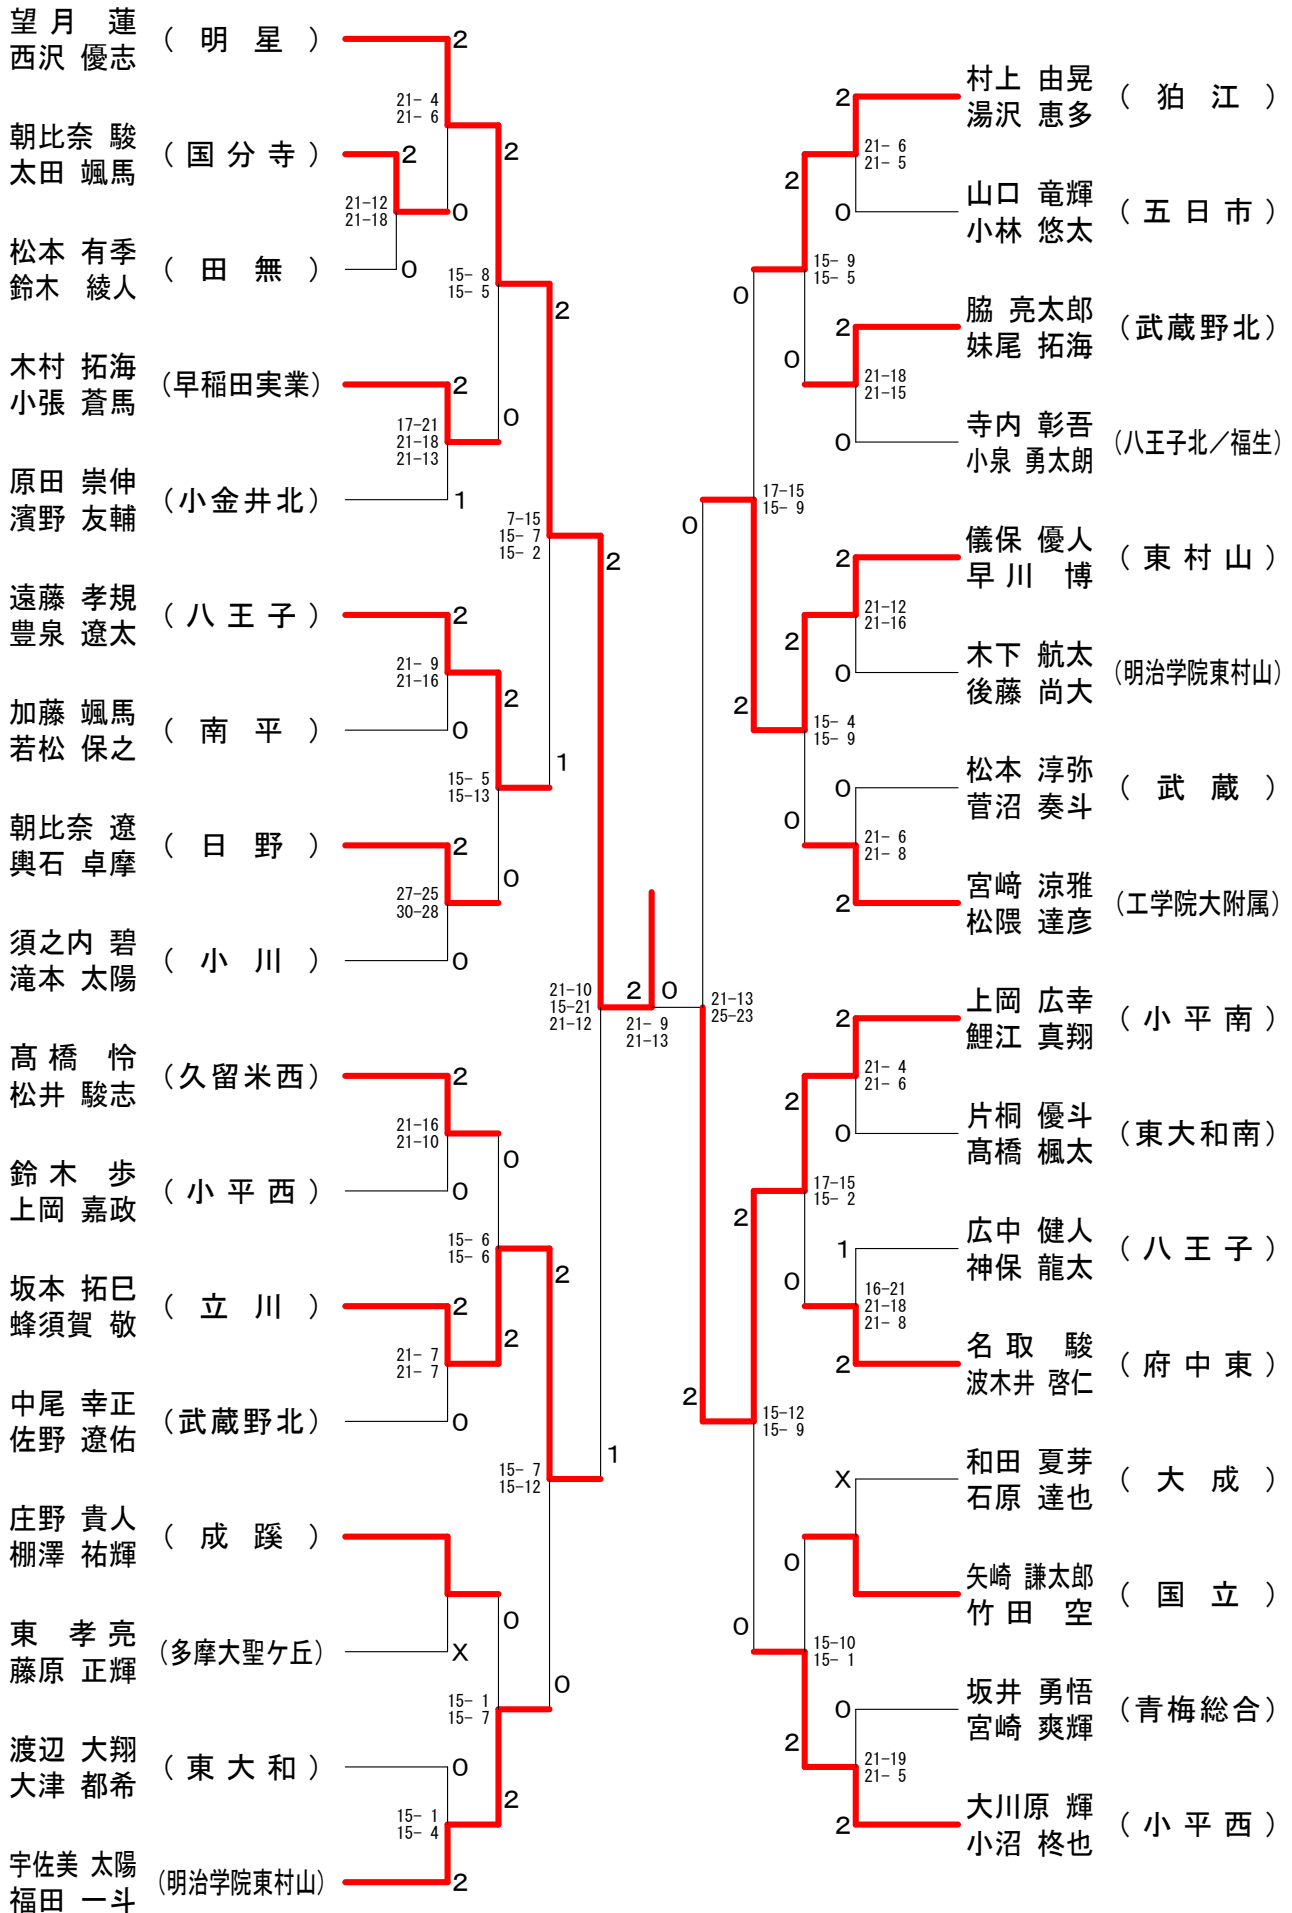 望月 蓮
西沢 優志
(明星)
2
21- 4
21- 6
朝比奈 駿
太田 颯馬
(国分寺)
2
2
21-12
21-18
0
松本 有季
鈴木 綾人
(田無)
0
15- 8
15- 5
2
木村 拓海
小張 蒼馬
(早稲田実業)
2
0
17-21
21-18
21-13
原田 崇伸
濱野 友輔
(小金井北)
1
7-15
15- 7
15- 2
2
遠藤 孝規
豊泉 遼太
(八王子)
2
21- 9
21-16
2
加藤 颯馬
若松 保之
(南平)
0
1
15- 5
15-13
朝比奈 遼
輿石 卓摩
(日野)
2
0
27-25
30-28
須之内 碧
滝本 太陽
(小川)
0
21-10
15-21
21-12
2
0
21- 9
21-13
髙橋 怜
松井 駿志
(久留米西)
2
21-16
21-10
0
鈴木 歩
上岡 嘉政
(小平西)
0
15- 6
15- 6
2
坂本 拓巳
蜂須賀 敬
(立川)
2
2
21- 7
21- 7
中尾 幸正
佐野 遼佑
(武蔵野北)
0
1
15- 7
15-12
庄野 貴人
棚澤 祐輝
(成蹊)
0
東 孝亮
藤原 正輝
(多摩大聖ケ丘)
X
0
15- 1
15- 7
渡辺 大翔
大津 都希
(東大和)
0
2
15- 1
15- 4
宇佐美 太陽
福田 一斗
(明治学院東村山)
2
村上 由晃
湯沢 恵多
(狛江)
2
21- 6
21- 5
2
山口 竜輝
小林 悠太
(五日市)
0
15- 9
15- 5
0
脇 亮太郎
妹尾 拓海
(武蔵野北)
2
0
21-18
21-15
寺内 彰吾
小泉 勇太朗
(八王子北／福生)
0
17-15
15- 9
0
儀保 優人
早川 博
(東村山)
2
21-12
21-16
2
木下 航太
後藤 尚大
(明治学院東村山)
0
2
15- 4
15- 9
松本 淳弥
菅沼 奏斗
(武蔵)
0
0
21- 6
21- 8
宮﨑 涼雅
松隈 達彦
(工学院大附属)
2
21-13
25-23
上岡 広幸
鯉江 真翔
(小平南)
2
21- 4
21- 6
2
片桐 優斗
髙橋 楓太
(東大和南)
0
17-15
15- 2
2
広中 健人
神保 龍太
(八王子)
1
0
16-21
21-18
21- 8
名取 駿
波木井 啓仁
(府中東)
2
2
15-12
15- 9
和田 夏芽
石原 達也
(大成)
X
0
矢崎 謙太郎
竹田 空
(国立)
0
15-10
15- 1
坂井 勇悟
宮崎 爽輝
(青梅総合)
0
2
21-19
21- 5
大川原 輝
小沼 柊也
(小平西)
2